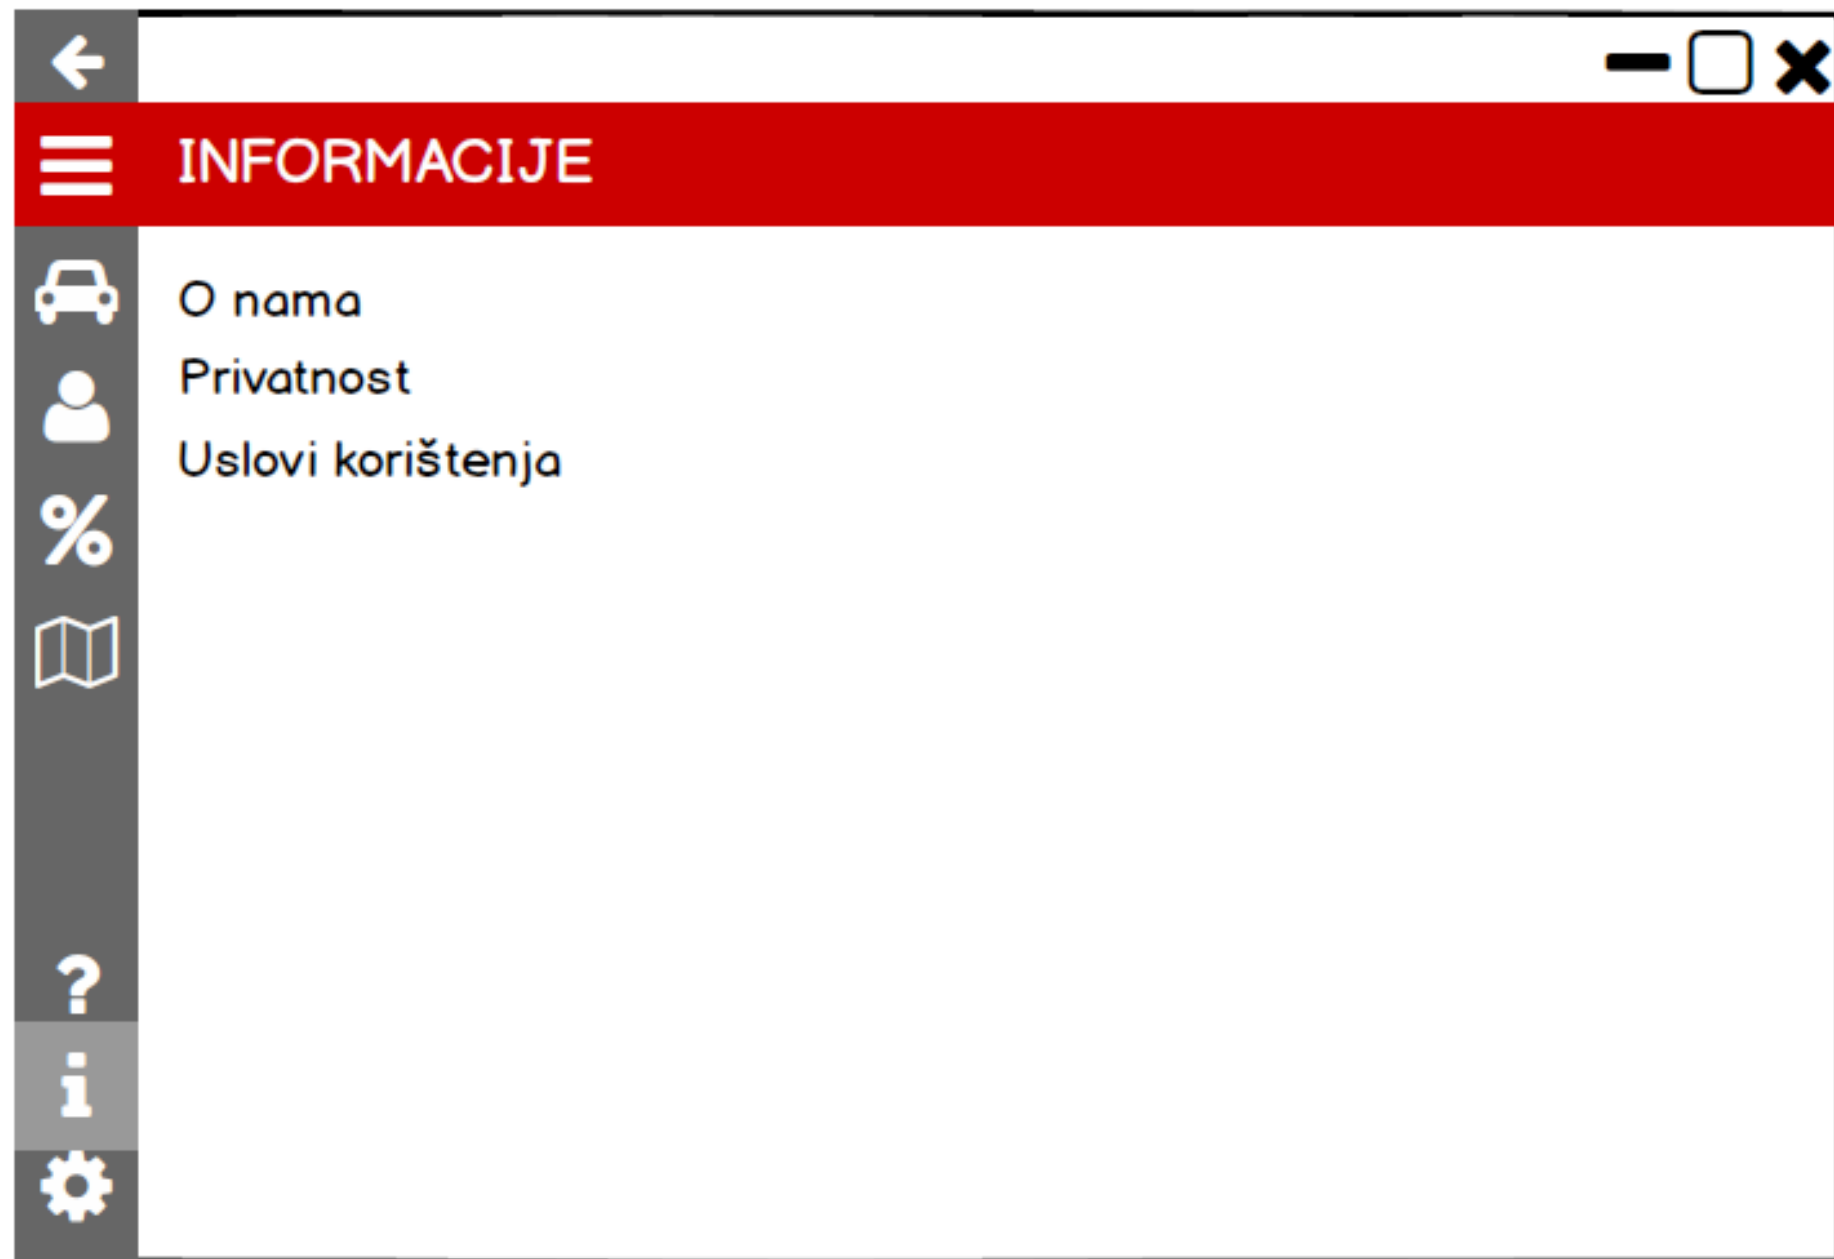 INFORMACIJE
O nama
Privatnost
Uslovi korištenja
%
?
i